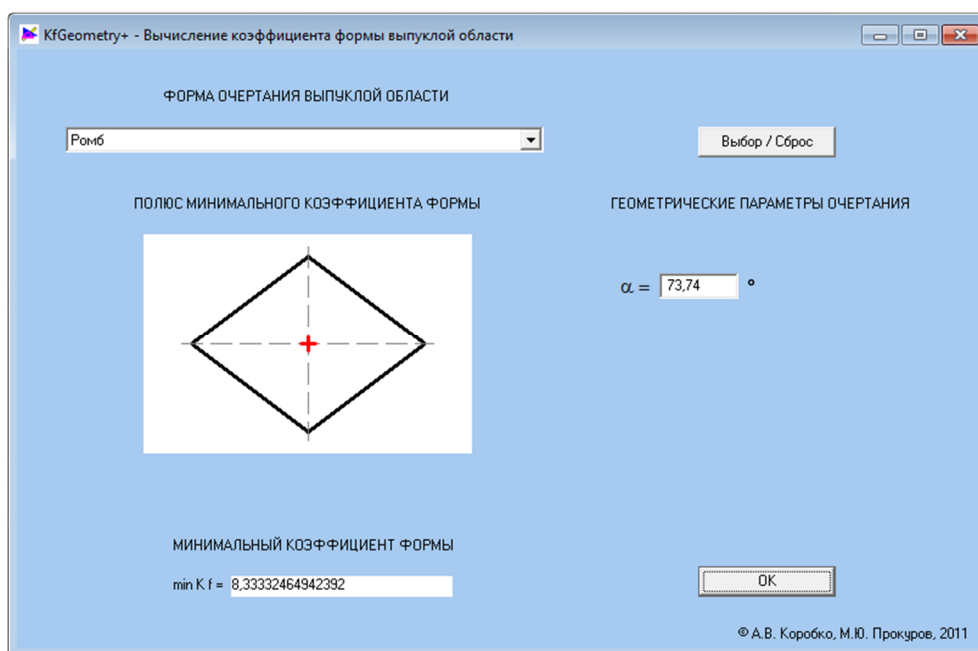 KfGeometry+ - Вычисление коэффициента формы выпуклой области
ФОРМА ОЧЕРТАНИЯ ВЫПУКЛОЙ ОБЛАСТИ
Ромб
Выбор / Сброс
ПОЛЮС МИНИМАЛЬНОГО КОЭФФИЦИЕНТА ФОРМЫ
ГЕОМЕТРИЧЕСКИЕ ПАРАМЕТРЫ ОЧЕРТАНИЯ
α = 73,74 °
МИНИМАЛЬНЫЙ КОЭФФИЦИЕНТ ФОРМЫ
min K f = 8,33332464942392
OK
© А.В. Коробко, М.Ю. Прокуров, 2011